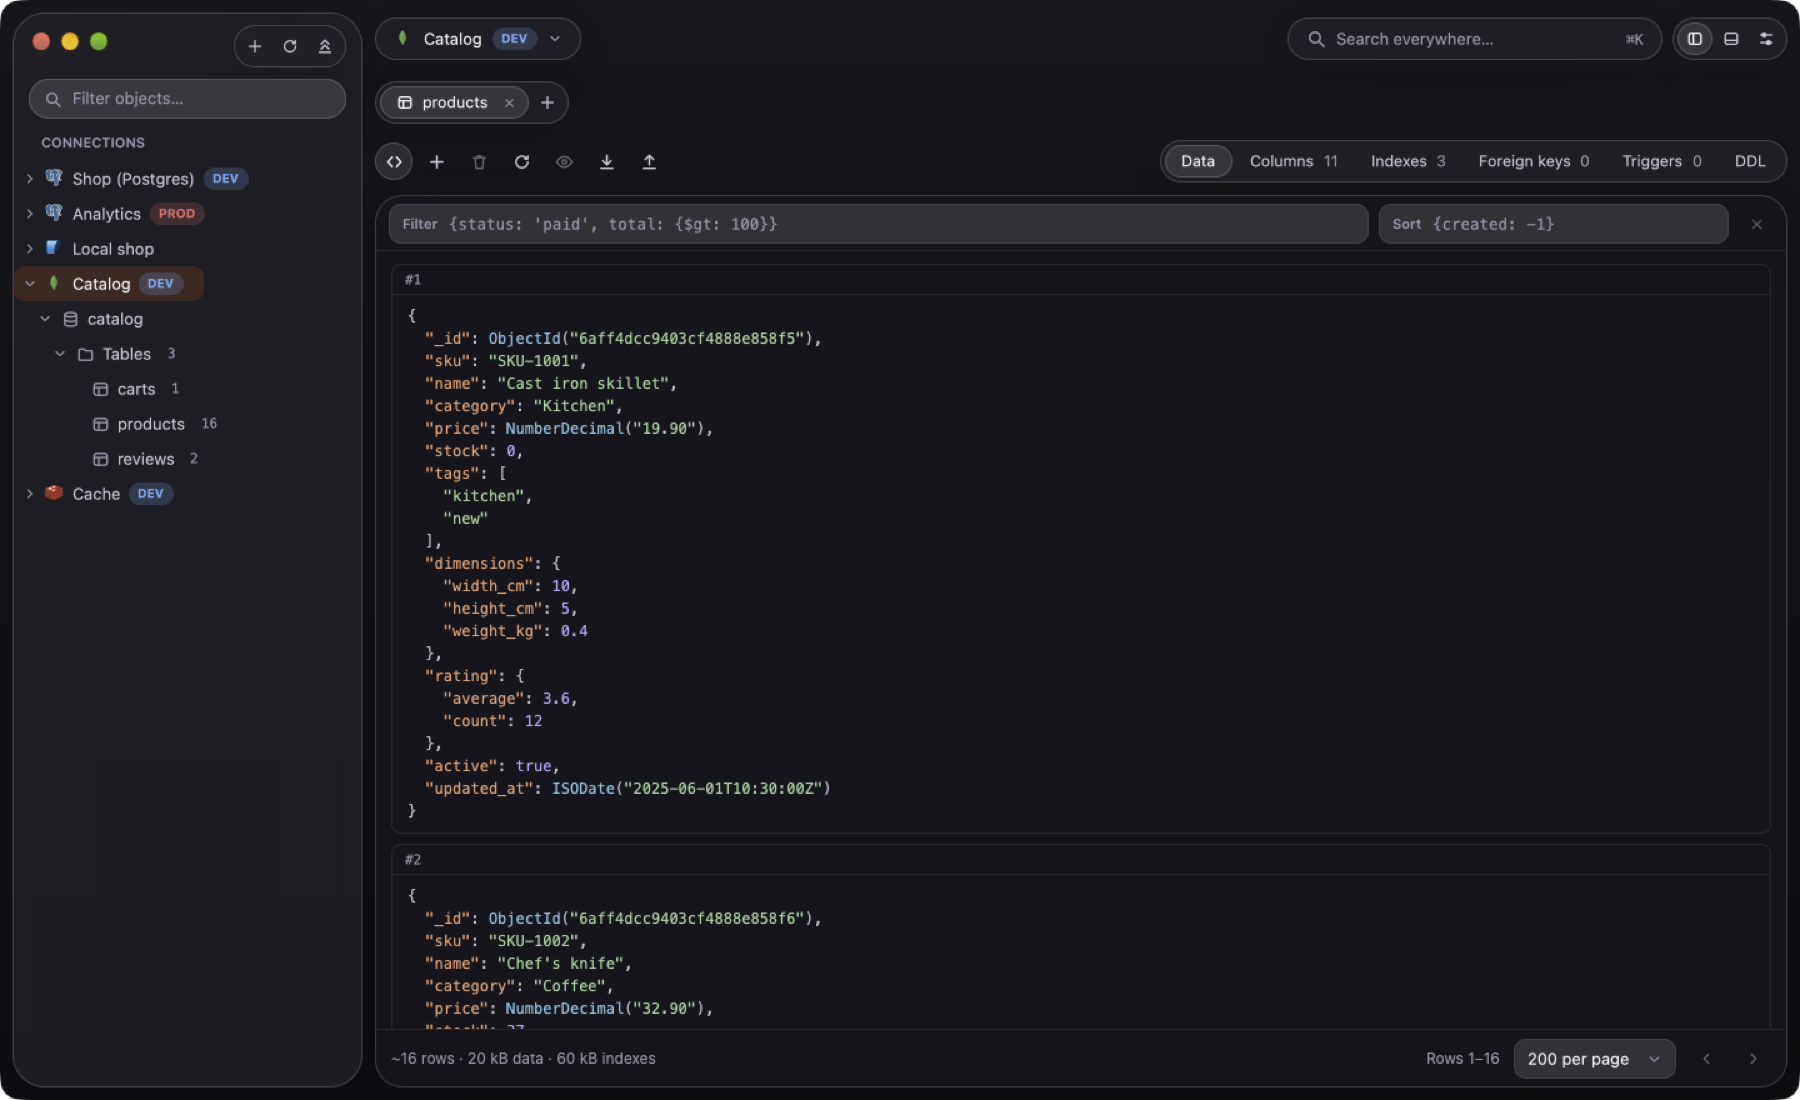 Filter objects...
CONNECTIONS
Shop (Postgres) DEV
Analytics PROD
Local shop
Catalog DEV
catalog
Tables 3
carts 1
products 16
reviews 2
Cache DEV
Catalog DEV
Search everywhere... ⌘K
products
Data Columns 11 Indexes 3 Foreign keys 0 Triggers 0 DDL
Filter {status: 'paid', total: {$gt: 100}}
Sort {created: -1}
#1
{
"_id": ObjectId("6aff4dcc9403cf4888e858f5"),
"sku": "SKU-1001",
"name": "Cast iron skillet",
"category": "Kitchen",
"price": NumberDecimal("19.90"),
"stock": 0,
"tags": [
"kitchen",
"new"
],
"dimensions": {
"width_cm": 10,
"height_cm": 5,
"weight_kg": 0.4
},
"rating": {
"average": 3.6,
"count": 12
},
"active": true,
"updated_at": ISODate("2025-06-01T10:30:00Z")
}
#2
{
"_id": ObjectId("6aff4dcc9403cf4888e858f6"),
"sku": "SKU-1002",
"name": "Chef's knife",
"category": "Coffee",
"price": NumberDecimal("32.90"),
~16 rows · 20 kB data · 60 kB indexes
Rows 1–16
200 per page